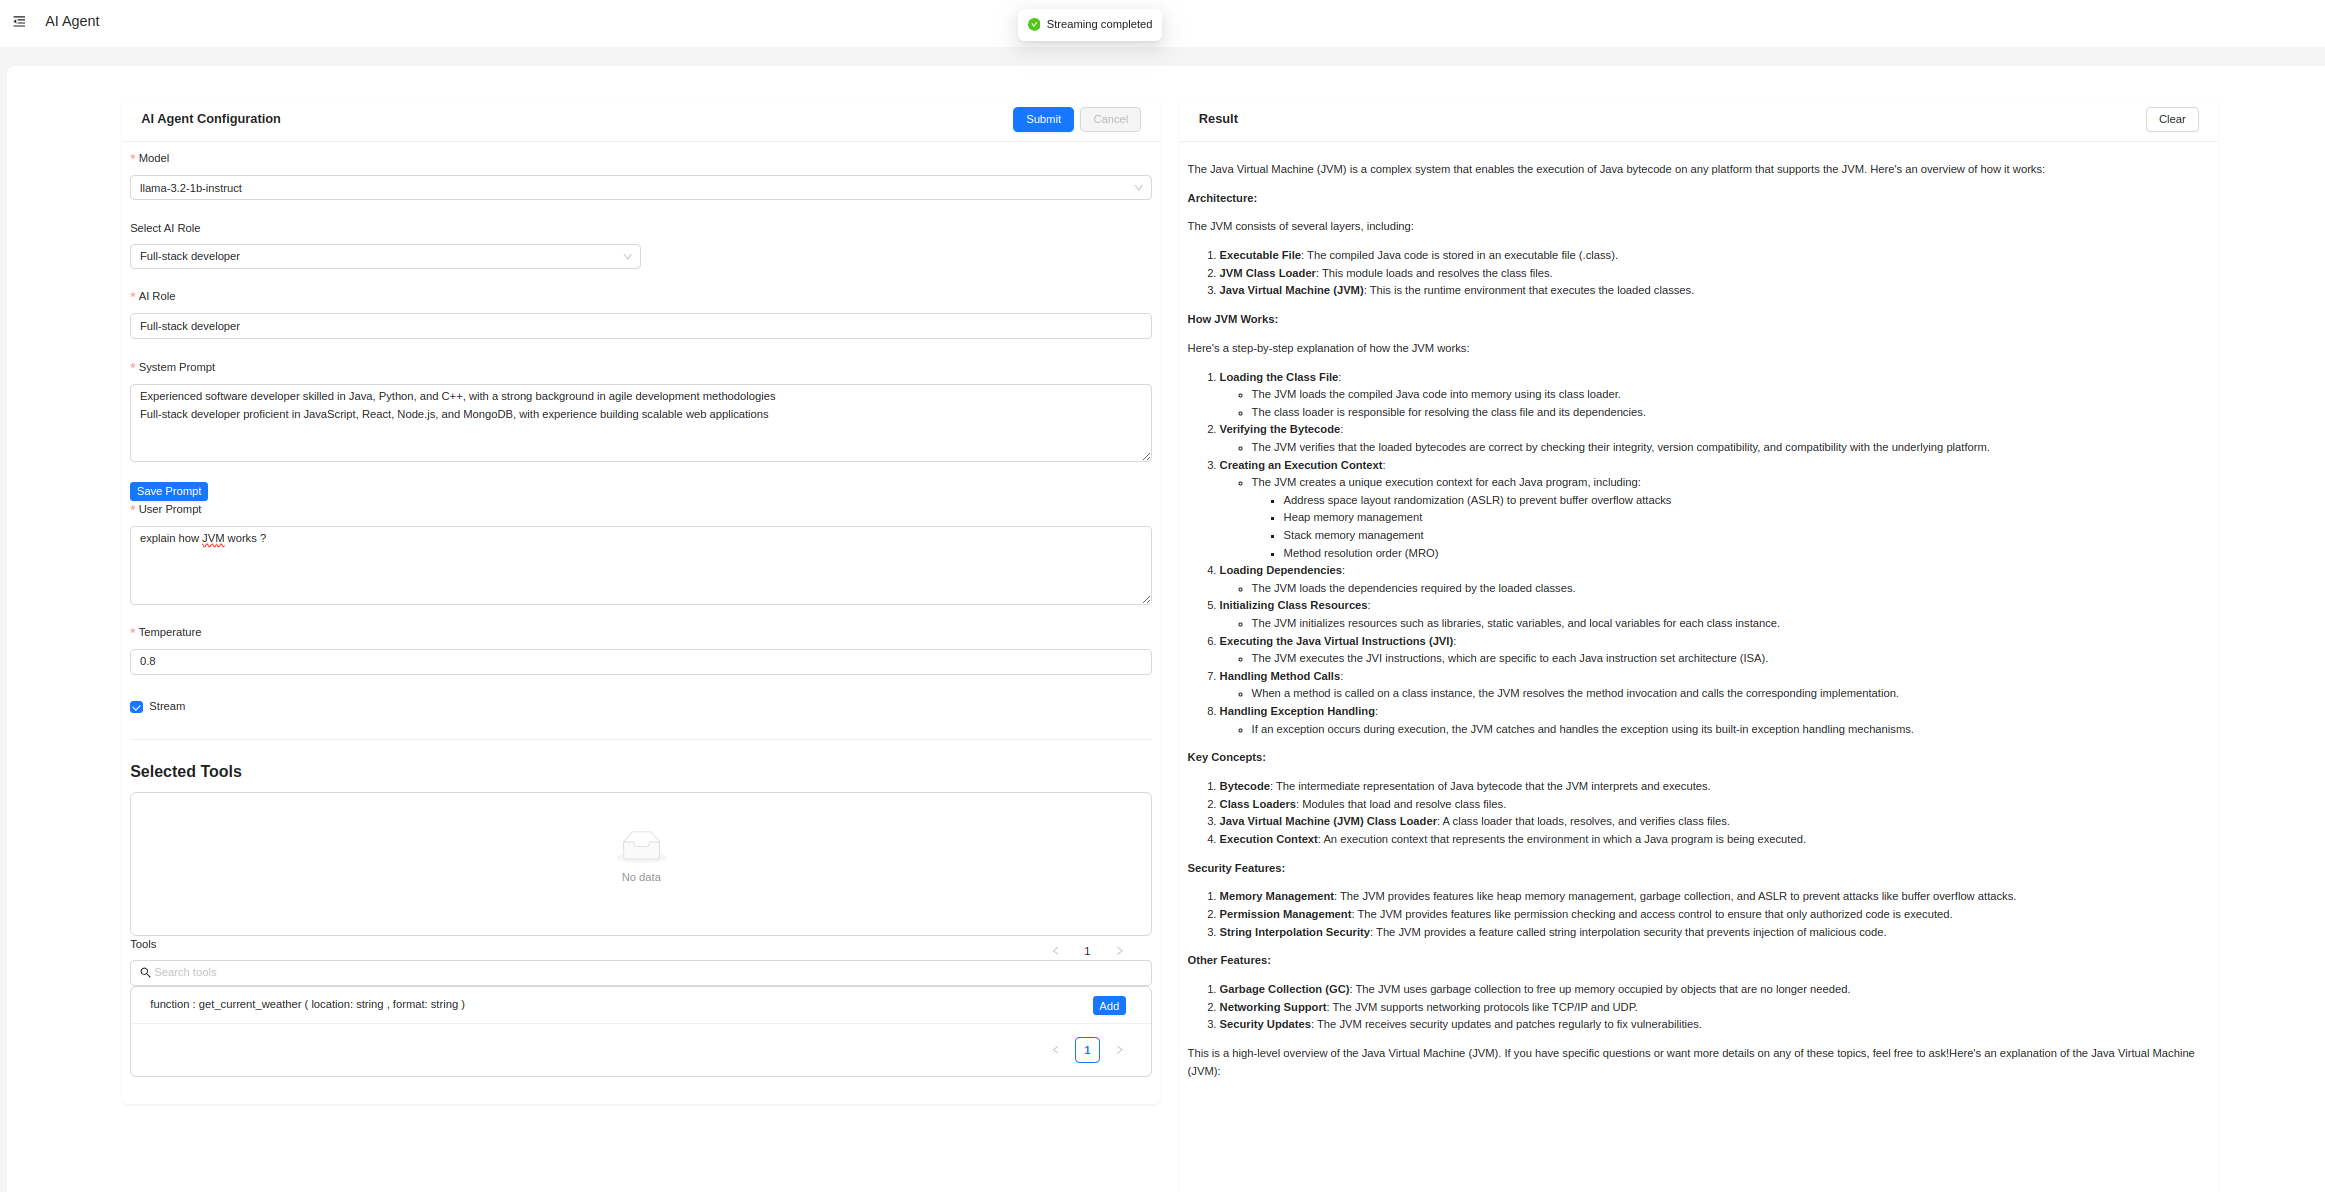 AI Agent
Streaming completed
AI Agent Configuration
Submit
Cancel
* Model
llama-3.2-1b-instruct
Select AI Role
Full-stack developer
* AI Role
Full-stack developer
* System Prompt
Experienced software developer skilled in Java, Python, and C++, with a strong background in agile development methodologies
Full-stack developer proficient in JavaScript, React, Node.js, and MongoDB, with experience building scalable web applications
Save Prompt
* User Prompt
explain how JVM works ?
* Temperature
0.8
Stream
Selected Tools
No data
Tools
1
Search tools
function : get_current_weather ( location: string , format: string )
Add
1
Result
Clear
The Java Virtual Machine (JVM) is a complex system that enables the execution of Java bytecode on any platform that supports the JVM. Here's an overview of how it works:
Architecture:
The JVM consists of several layers, including:
1. Executable File: The compiled Java code is stored in an executable file (.class).
2. JVM Class Loader: This module loads and resolves the class files.
3. Java Virtual Machine (JVM): This is the runtime environment that executes the loaded classes.
How JVM Works:
Here's a step-by-step explanation of how the JVM works:
1. Loading the Class File:
The JVM loads the compiled Java code into memory using its class loader.
The class loader is responsible for resolving the class file and its dependencies.
2. Verifying the Bytecode:
The JVM verifies that the loaded bytecodes are correct by checking their integrity, version compatibility, and compatibility with the underlying platform.
3. Creating an Execution Context:
The JVM creates a unique execution context for each Java program, including:
Address space layout randomization (ASLR) to prevent buffer overflow attacks
Heap memory management
Stack memory management
Method resolution order (MRO)
4. Loading Dependencies:
The JVM loads the dependencies required by the loaded classes.
5. Initializing Class Resources:
The JVM initializes resources such as libraries, static variables, and local variables for each class instance.
6. Executing the Java Virtual Instructions (JVI):
The JVM executes the JVI instructions, which are specific to each Java instruction set architecture (ISA).
7. Handling Method Calls:
When a method is called on a class instance, the JVM resolves the method invocation and calls the corresponding implementation.
8. Handling Exception Handling:
If an exception occurs during execution, the JVM catches and handles the exception using its built-in exception handling mechanisms.
Key Concepts:
1. Bytecode: The intermediate representation of Java bytecode that the JVM interprets and executes.
2. Class Loaders: Modules that load and resolve class files.
3. Java Virtual Machine (JVM) Class Loader: A class loader that loads, resolves, and verifies class files.
4. Execution Context: An execution context that represents the environment in which a Java program is being executed.
Security Features:
1. Memory Management: The JVM provides features like heap memory management, garbage collection, and ASLR to prevent attacks like buffer overflow attacks.
2. Permission Management: The JVM provides features like permission checking and access control to ensure that only authorized code is executed.
3. String Interpolation Security: The JVM provides a feature called string interpolation security that prevents injection of malicious code.
Other Features:
1. Garbage Collection (GC): The JVM uses garbage collection to free up memory occupied by objects that are no longer needed.
2. Networking Support: The JVM supports networking protocols like TCP/IP and UDP.
3. Security Updates: The JVM receives security updates and patches regularly to fix vulnerabilities.
This is a high-level overview of the Java Virtual Machine (JVM). If you have specific questions or want more details on any of these topics, feel free to ask!Here's an explanation of the Java Virtual Machine
(JVM):